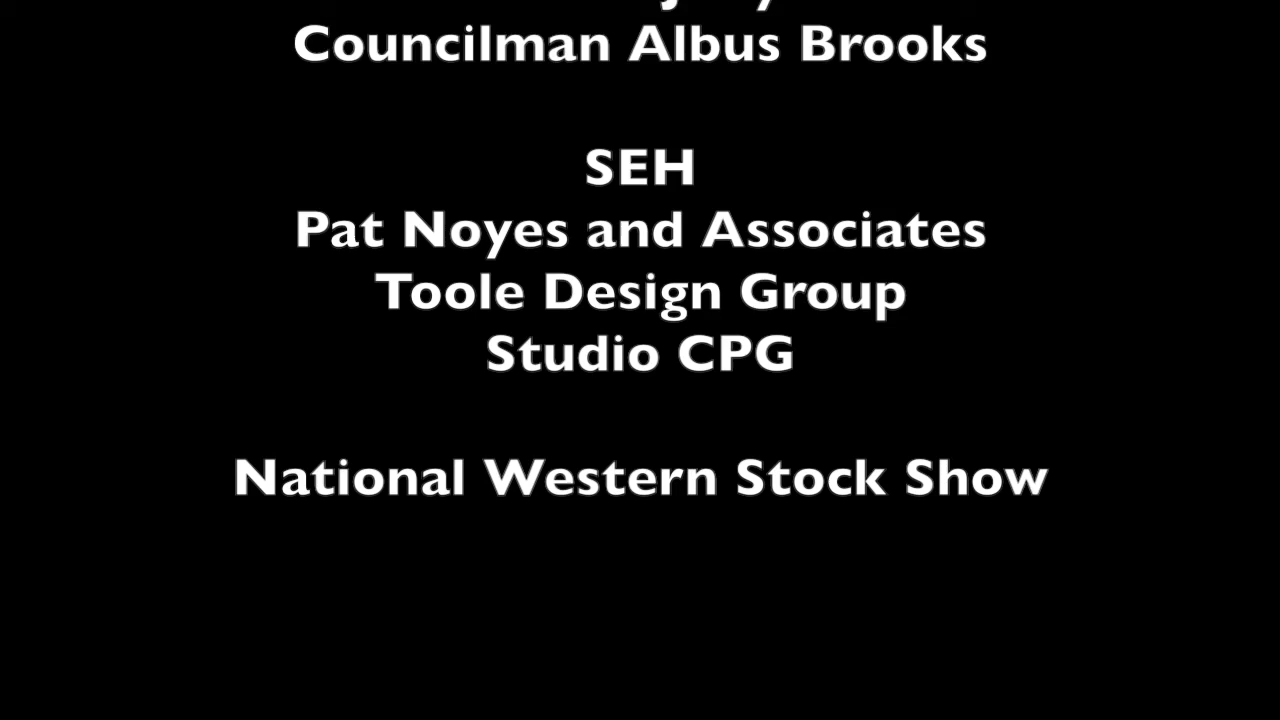 Councilman Albus Brooks
SEH
Pat Noyes and Associates
Toole Design Group
Studio CPG
National Western Stock Show